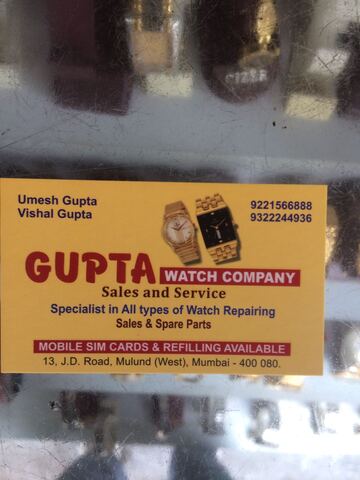 Umesh Gupta
Vishal Gupta
9221566888
9322244936
GUPTA WATCH COMPANY
Sales and Service
Specialist in All types of Watch Repairing
Sales & Spare Parts
MOBILE SIM CARDS & REFILLING AVAILABLE
13, J.D. Road, Mulund (West), Mumbai - 400 080.